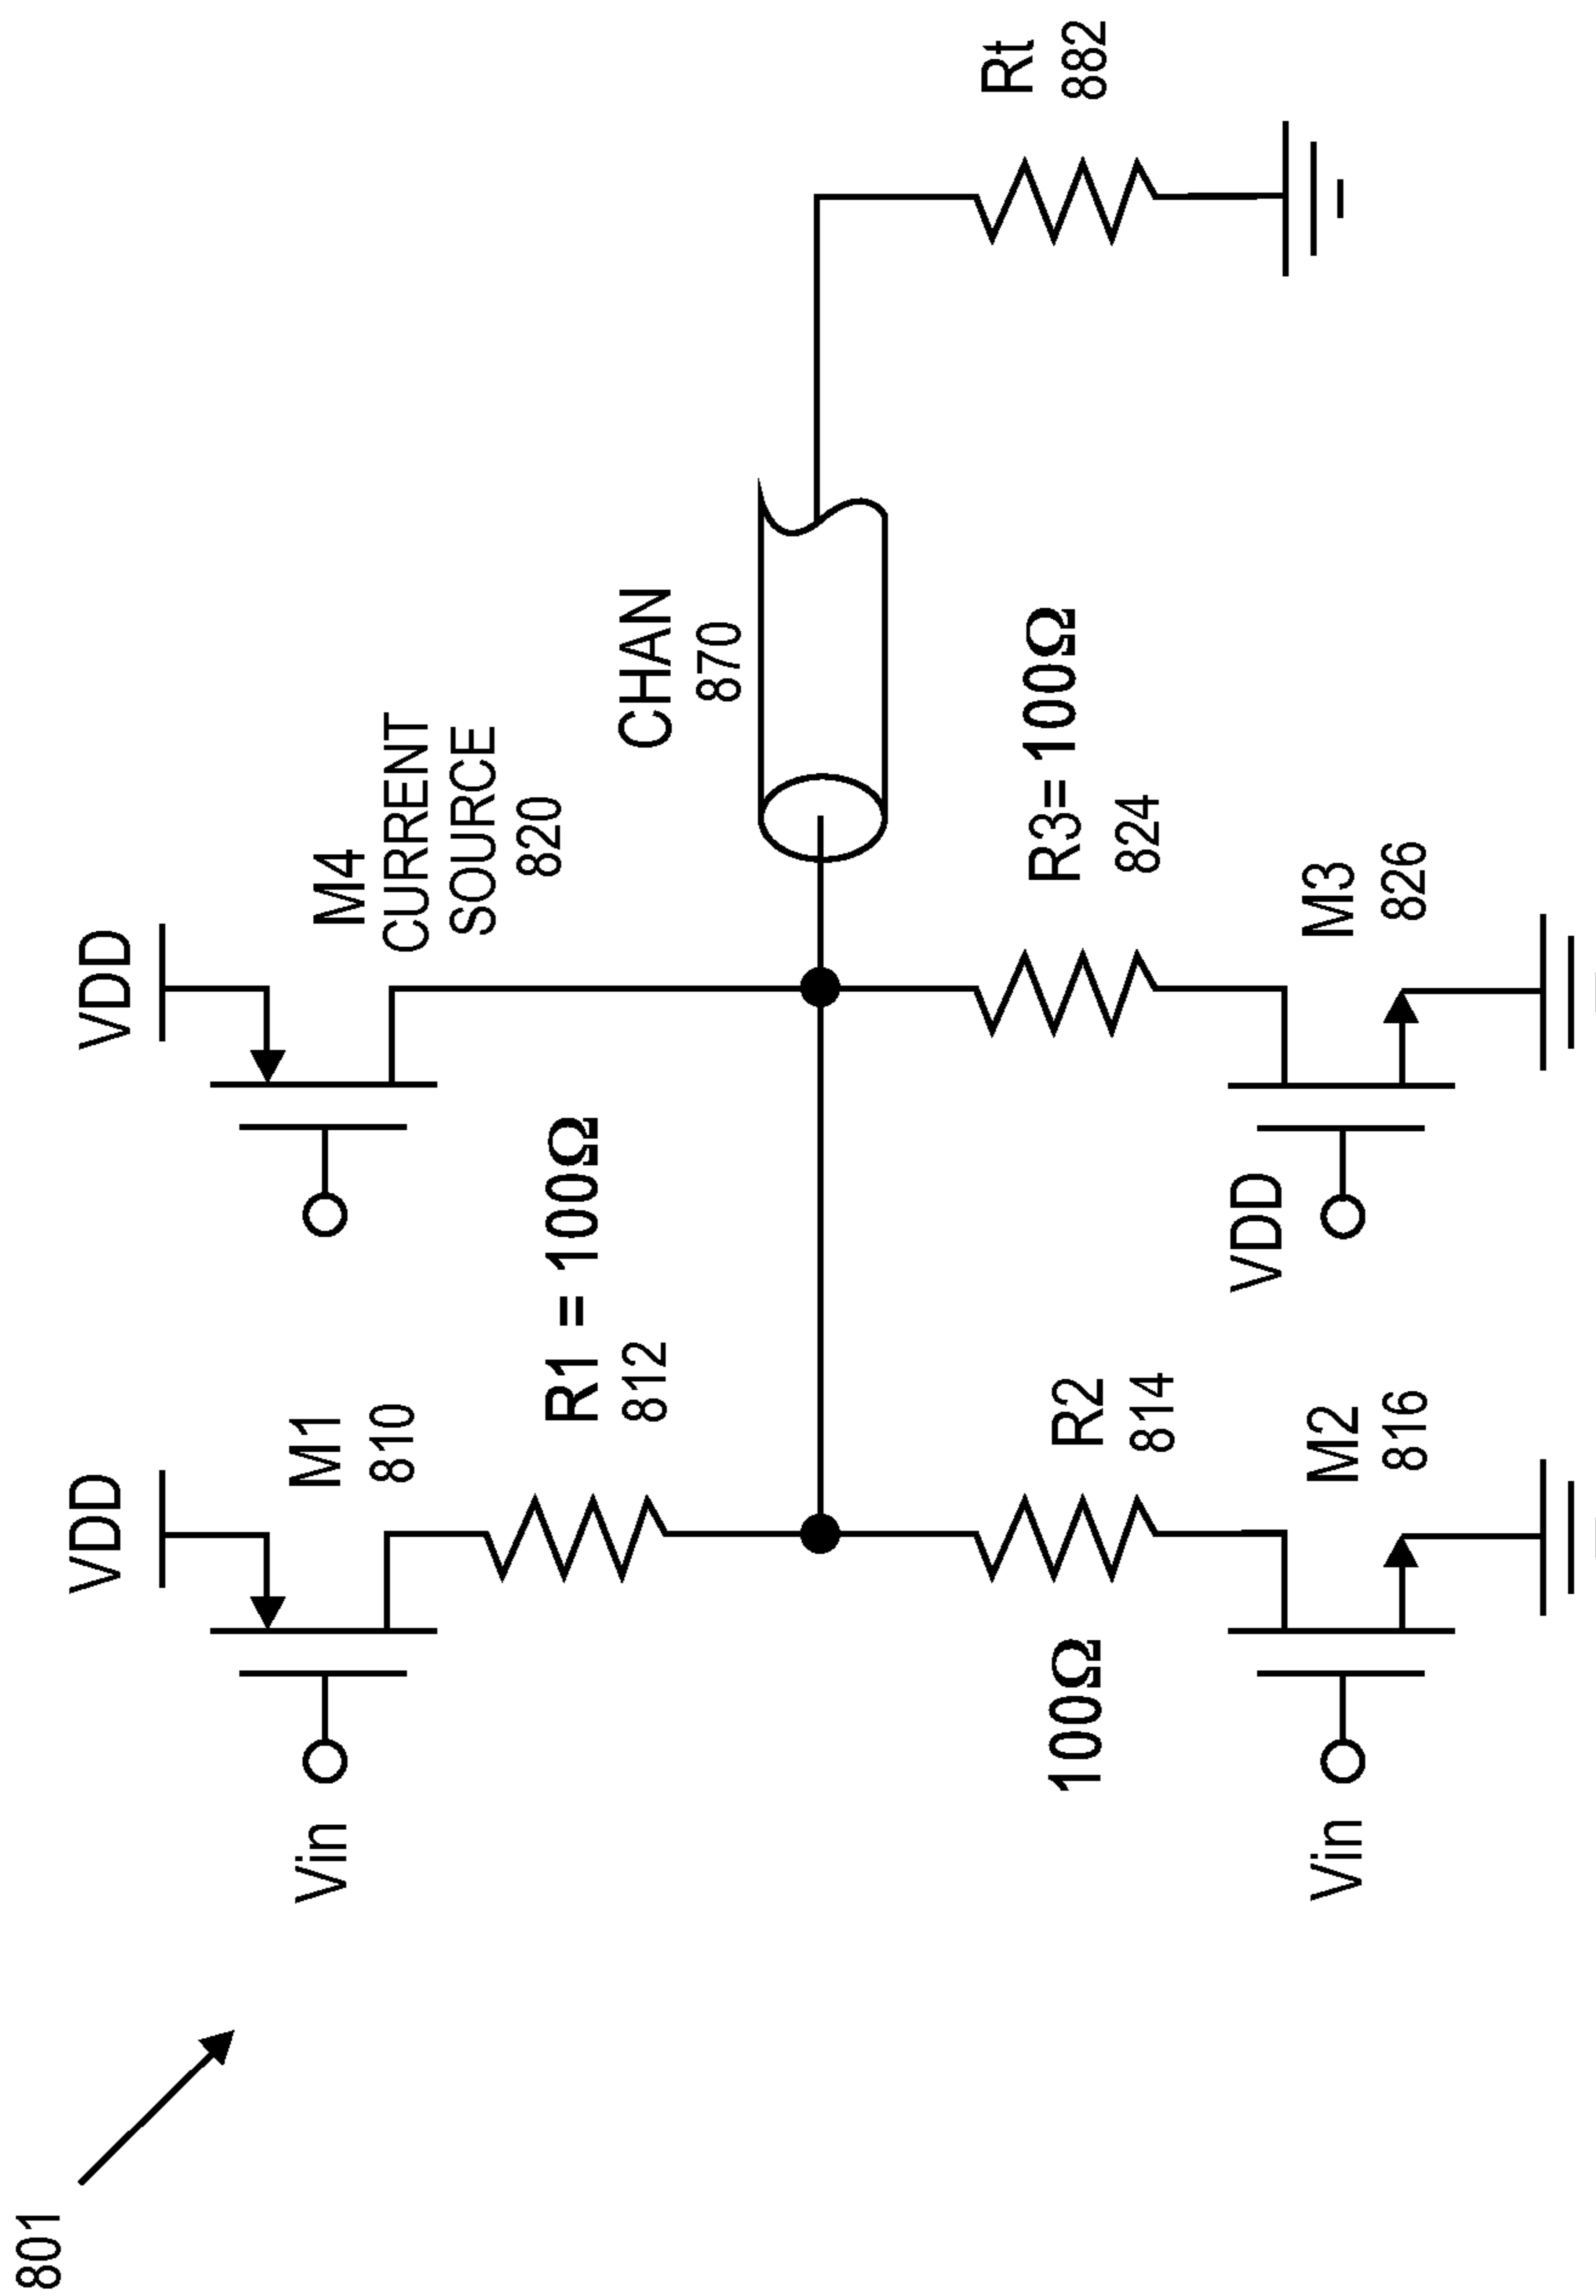 801
VDD
M1
810
Vin
R1 = 100Ω
812
VDD
M4
CURRENT
SOURCE
820
CHAN
870
100Ω
R2
814
Vin
M2
816
R3= 100Ω
824
VDD
M3
826
Rt
882